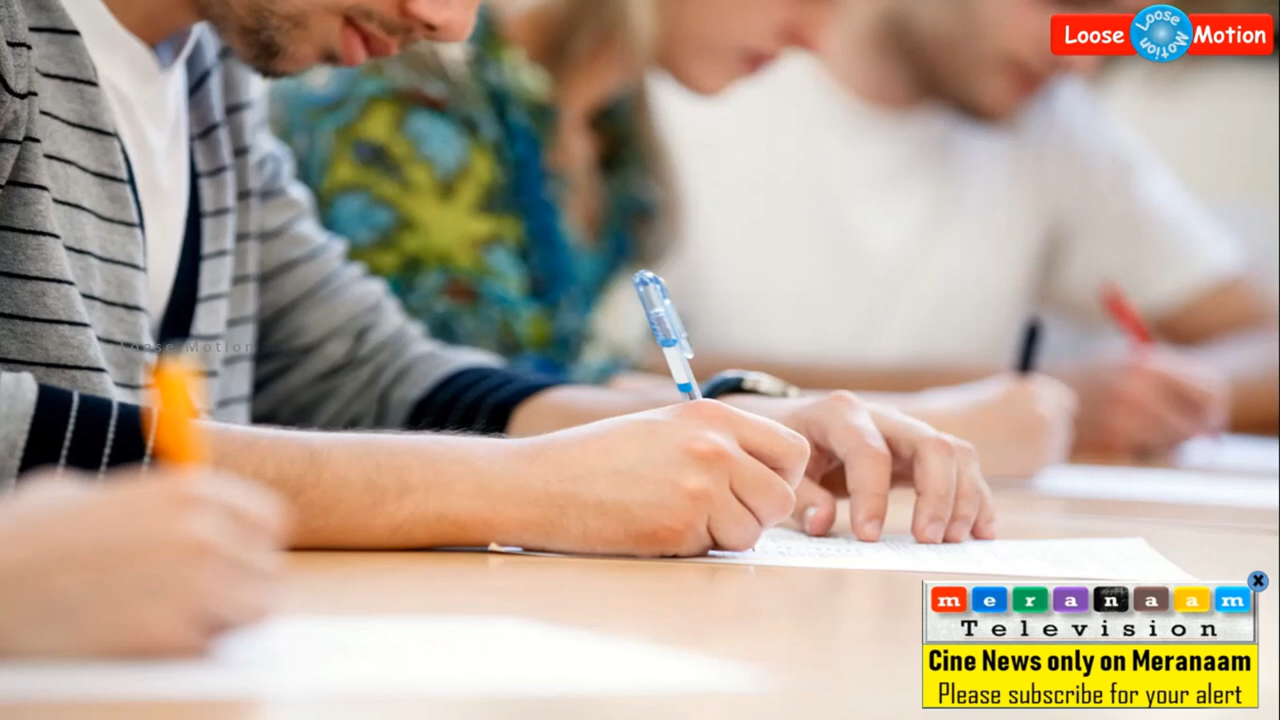 Loose Loose Motion Motion
Loose Motion
meranaam
Television
Cine News only on Meranaam
Please subscribe for your alert
x